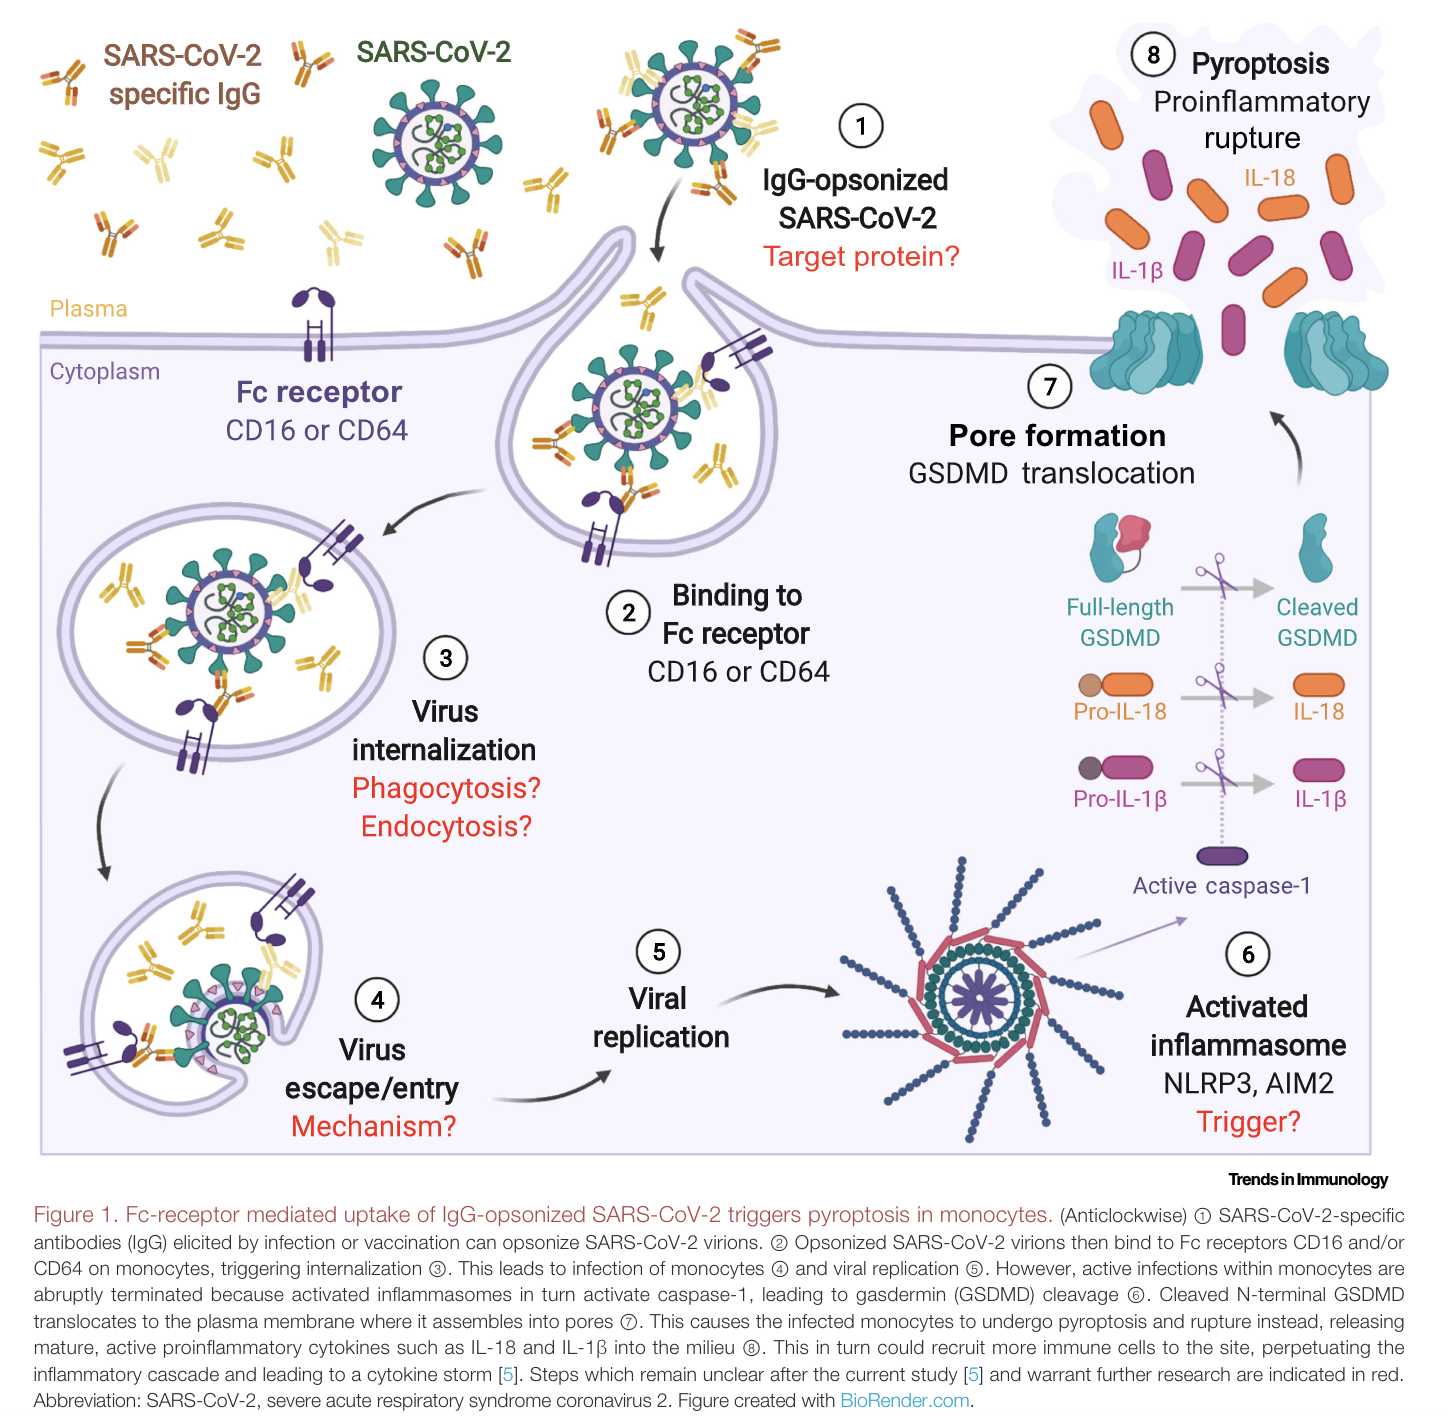 SARS-CoV-2
specific IgG
SARS-CoV-2
1
IgG-opsonized
SARS-CoV-2
Target protein?
8
Pyroptosis
Proinflammatory
rupture
IL-18
IL-1β
Plasma
Cytoplasm
Fc receptor
CD16 or CD64
2
Binding to
Fc receptor
CD16 or CD64
3
Virus
internalization
Phagocytosis?
Endocytosis?
4
Virus
escape/entry
Mechanism?
5
Viral
replication
6
Activated
inflammasome
NLRP3, AIM2
Trigger?
7
Pore formation
GSDMD translocation
Full-length
GSDMD
Cleaved
GSDMD
Pro-IL-18
IL-18
Pro-IL-1β
IL-1β
Active caspase-1
Trends in Immunology
Figure 1. Fc-receptor mediated uptake of IgG-opsonized SARS-CoV-2 triggers pyroptosis in monocytes. (Anticlockwise) ① SARS-CoV-2-specific
antibodies (IgG) elicited by infection or vaccination can opsonize SARS-CoV-2 virions. ② Opsonized SARS-CoV-2 virions then bind to Fc receptors CD16 and/or
CD64 on monocytes, triggering internalization ③. This leads to infection of monocytes ④ and viral replication ⑤. However, active infections within monocytes are
abruptly terminated because activated inflammasomes in turn activate caspase-1, leading to gasdermin (GSDMD) cleavage ⑥. Cleaved N-terminal GSDMD
translocates to the plasma membrane where it assembles into pores ⑦. This causes the infected monocytes to undergo pyroptosis and rupture instead, releasing
mature, active proinflammatory cytokines such as IL-18 and IL-1β into the milieu ⑧. This in turn could recruit more immune cells to the site, perpetuating the
inflammatory cascade and leading to a cytokine storm [5]. Steps which remain unclear after the current study [5] and warrant further research are indicated in red.
Abbreviation: SARS-CoV-2, severe acute respiratory syndrome coronavirus 2. Figure created with BioRender.com.